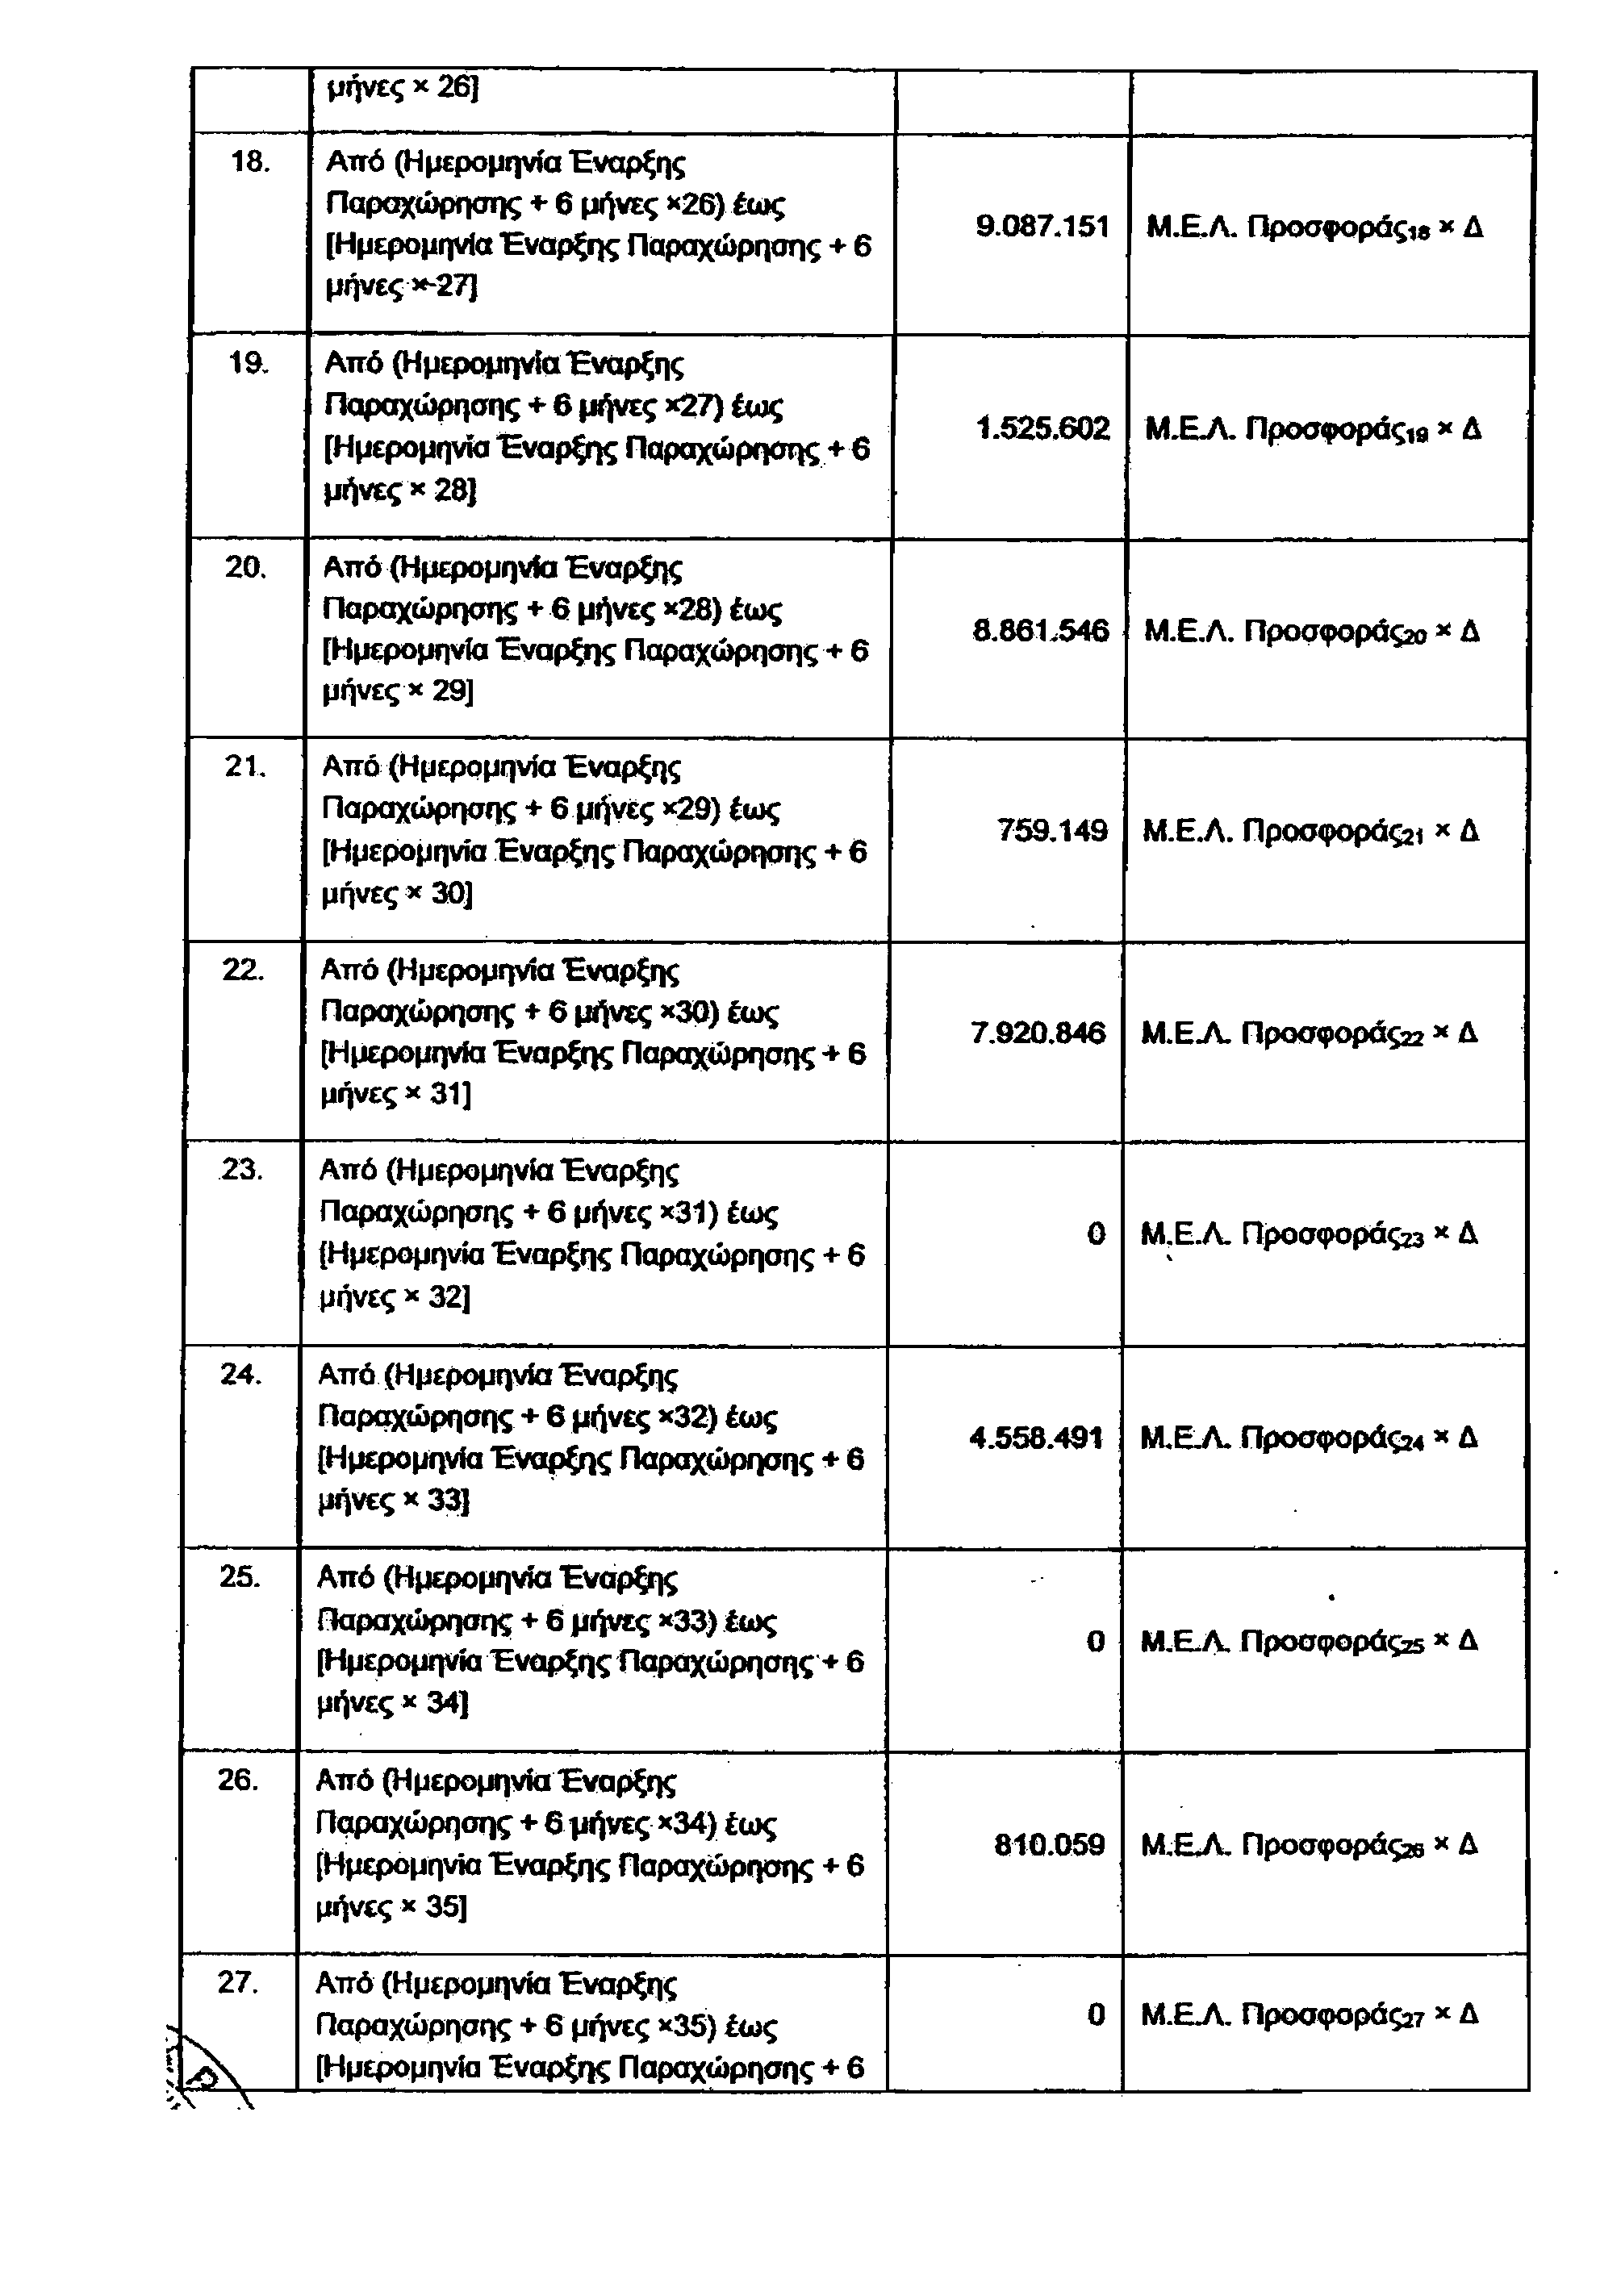 μήνες × 26]
18.
Από (Ημερομηνία Έναρξης
Παραχώρησης + 6 μήνες ×26) έως
[Ημερομηνία Έναρξης Παραχώρησης + 6
μήνες × 27]
9.087.151
Μ.Ε.Λ. Προσφοράς₁₈ × Δ
19.
Από (Ημερομηνία Έναρξης
Παραχώρησης + 6 μήνες ×27) έως
[Ημερομηνία Έναρξης Παραχώρησης + 6
μήνες × 28]
1.525.602
Μ.Ε.Λ. Προσφοράς₁₉ × Δ
20.
Από (Ημερομηνία Έναρξης
Παραχώρησης + 6 μήνες ×28) έως
[Ημερομηνία Έναρξης Παραχώρησης + 6
μήνες × 29]
8.861.546
Μ.Ε.Λ. Προσφοράς₂₀ × Δ
21.
Από (Ημερομηνία Έναρξης
Παραχώρησης + 6 μήνες ×29) έως
[Ημερομηνία Έναρξης Παραχώρησης + 6
μήνες × 30]
759.149
Μ.Ε.Λ. Προσφοράς₂₁ × Δ
22.
Από (Ημερομηνία Έναρξης
Παραχώρησης + 6 μήνες ×30) έως
[Ημερομηνία Έναρξης Παραχώρησης + 6
μήνες × 31]
7.920.846
Μ.Ε.Λ. Προσφοράς₂₂ × Δ
23.
Από (Ημερομηνία Έναρξης
Παραχώρησης + 6 μήνες ×31) έως
[Ημερομηνία Έναρξης Παραχώρησης + 6
μήνες × 32]
0
Μ.Ε.Λ. Προσφοράς₂₃ × Δ
24.
Από (Ημερομηνία Έναρξης
Παραχώρησης + 6 μήνες ×32) έως
[Ημερομηνία Έναρξης Παραχώρησης + 6
μήνες × 33]
4.558.491
Μ.Ε.Λ. Προσφοράς₂₄ × Δ
25.
Από (Ημερομηνία Έναρξης
Παραχώρησης + 6 μήνες ×33) έως
[Ημερομηνία Έναρξης Παραχώρησης + 6
μήνες × 34]
0
Μ.Ε.Λ. Προσφοράς₂₅ × Δ
26.
Από (Ημερομηνία Έναρξης
Παραχώρησης + 6 μήνες ×34) έως
[Ημερομηνία Έναρξης Παραχώρησης + 6
μήνες × 35]
810.059
Μ.Ε.Λ. Προσφοράς₂₆ × Δ
27.
Από (Ημερομηνία Έναρξης
Παραχώρησης + 6 μήνες ×35) έως
[Ημερομηνία Έναρξης Παραχώρησης + 6
0
Μ.Ε.Λ. Προσφοράς₂₇ × Δ